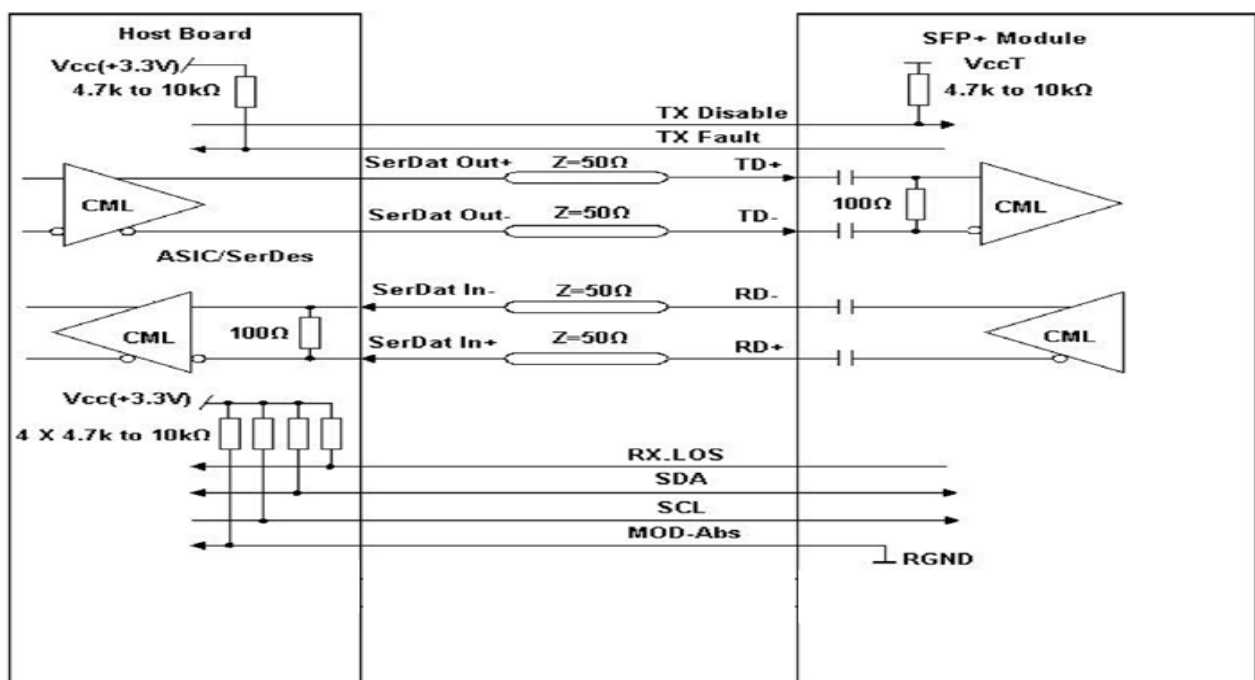 Host Board
SFP+ Module
Vcc(+3.3V)
VccT
4.7k to 10kΩ
4.7k to 10kΩ
TX Disable
TX Fault
SerDat Out+
Z=50Ω
TD+
CML
100Ω
CML
SerDat Out-
Z=50Ω
TD-
ASIC/SerDes
SerDat In-
Z=50Ω
RD-
CML
100Ω
CML
SerDat In+
Z=50Ω
RD+
Vcc(+3.3V)
4 X 4.7k to 10kΩ
RX.LOS
SDA
SCL
MOD-Abs
RGND